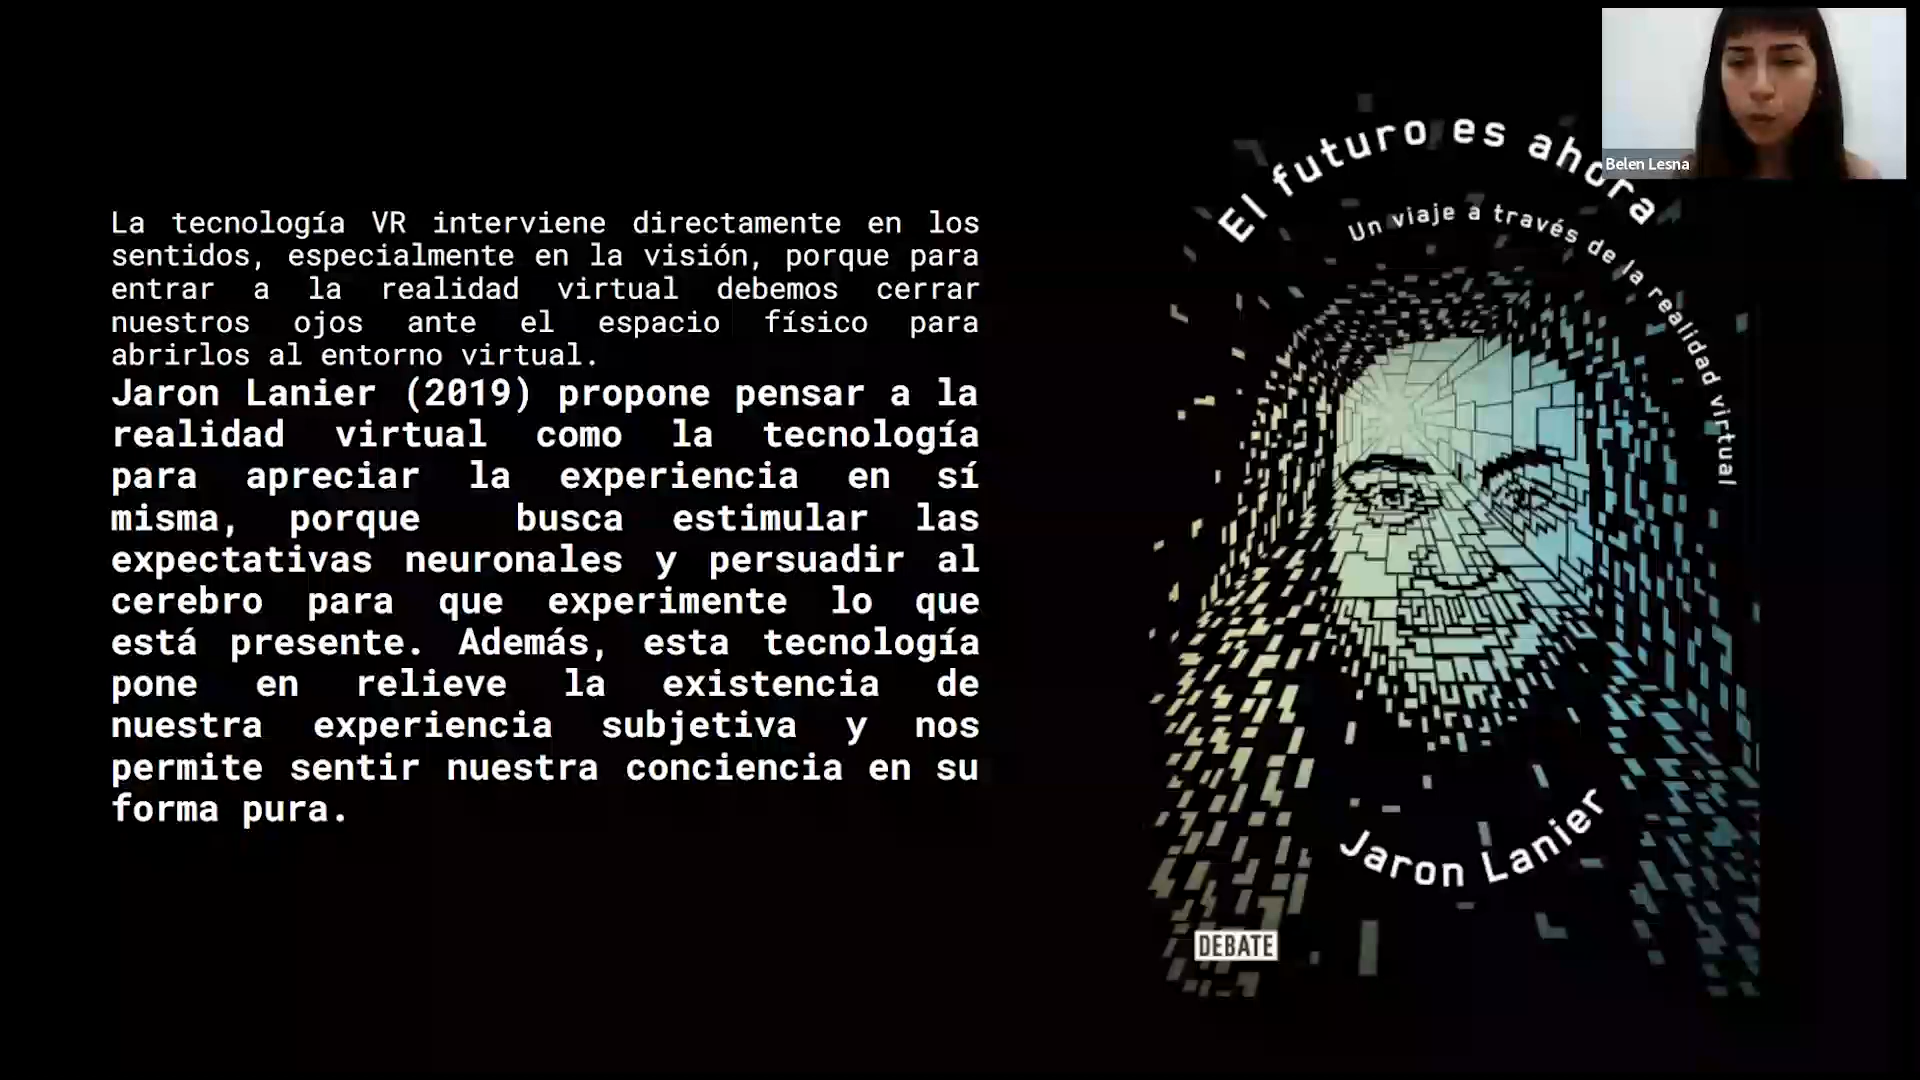 La tecnología VR interviene directamente en los
sentidos, especialmente en la visión, porque para
entrar a la realidad virtual debemos cerrar
nuestros ojos ante el espacio físico para
abrirlos al entorno virtual.
Jaron Lanier (2019) propone pensar a la
realidad virtual como la tecnología
para apreciar la experiencia en sí
misma, porque busca estimular las
expectativas neuronales y persuadir al
cerebro para que experimente lo que
está presente. Además, esta tecnología
pone en relieve la existencia de
nuestra experiencia subjetiva y nos
permite sentir nuestra conciencia en su
forma pura.
El futuro es ahora
Un viaje a través de la realidad virtual
Jaron Lanier
DEBATE
Belen Lesna